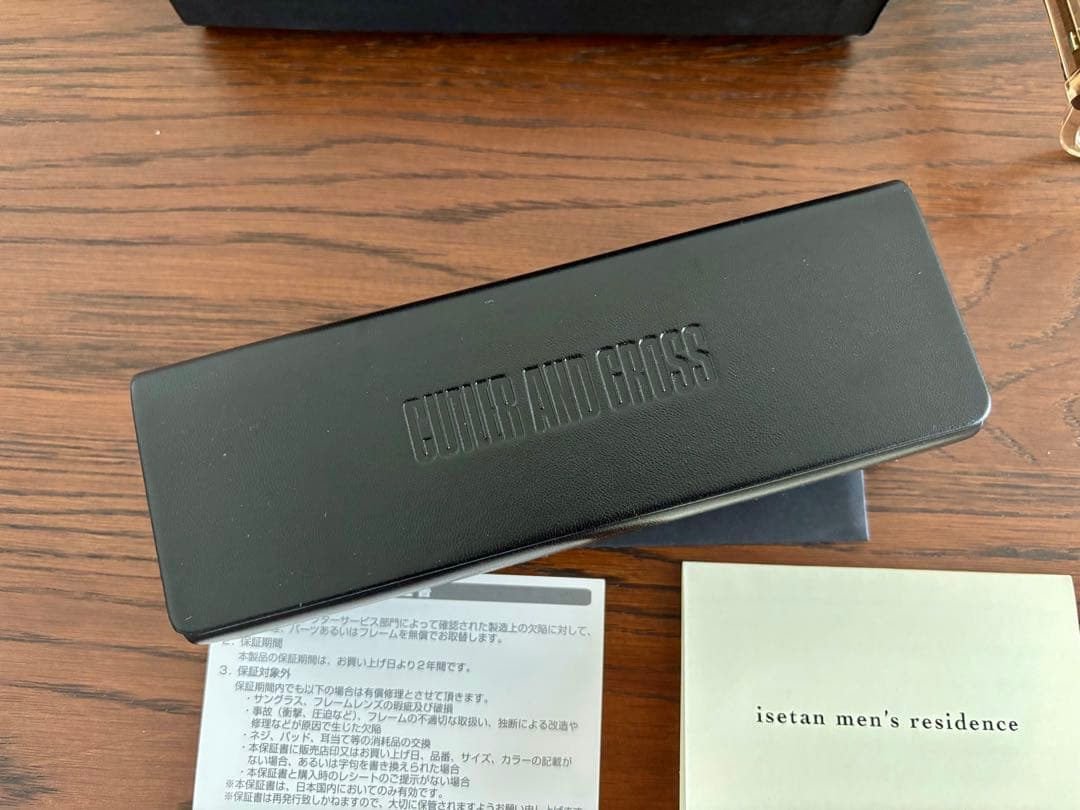 CUTLER AND GROSS
ターサービス部門によって確認された製造上の欠陥に対して、
パーツあるいはフレームを無償でお取替します。
2. 保証期間
本製品の保証期間は、お買い上げ日より2年間です。
3. 保証対象外
保証期間内でも以下の場合は有償修理とさせて頂きます。
・サングラス、フレームレンズの瑕疵及び破損
・事故（衝撃、圧迫など）、フレームの不適切な取扱い、独断による改造や
修理などが原因で生じた欠陥
・ネジ、パッド、耳当て等の消耗品の交換
・本保証書に販売店印又はお買い上げ日、品番、サイズ、カラーの記載が
ない場合、あるいは字句を書き換えられた場合
・本保証書と購入時のレシートのご提示がない場合
※本保証書は、日本国内においてのみ有効です。
※保証書は再発行致しかねますので、大切に保管されますようお願い申し上げます
isetan men's residence